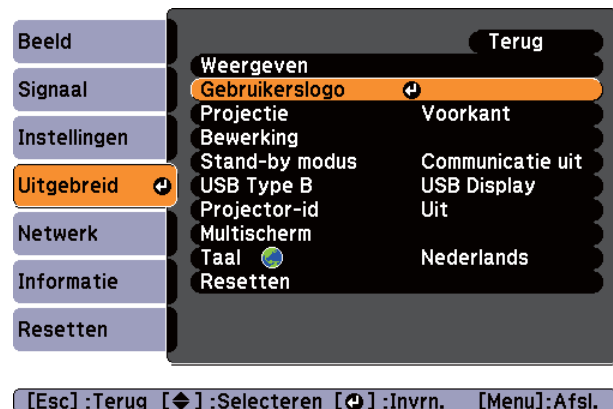 Beeld
Signaal
Instellingen
Uitgebreid
Netwerk
Informatie
Resetten
Terug
Weergeven
Gebruikerslogo
Projectie Voorkant
Bewerking
Stand-by modus Communicatie uit
USB Type B USB Display
Projector-id Uit
Multischerm
Taal Nederlands
Resetten
[Esc] :Terug [◆] :Selecteren [↵] :Invrn. [Menu]:Afsl.